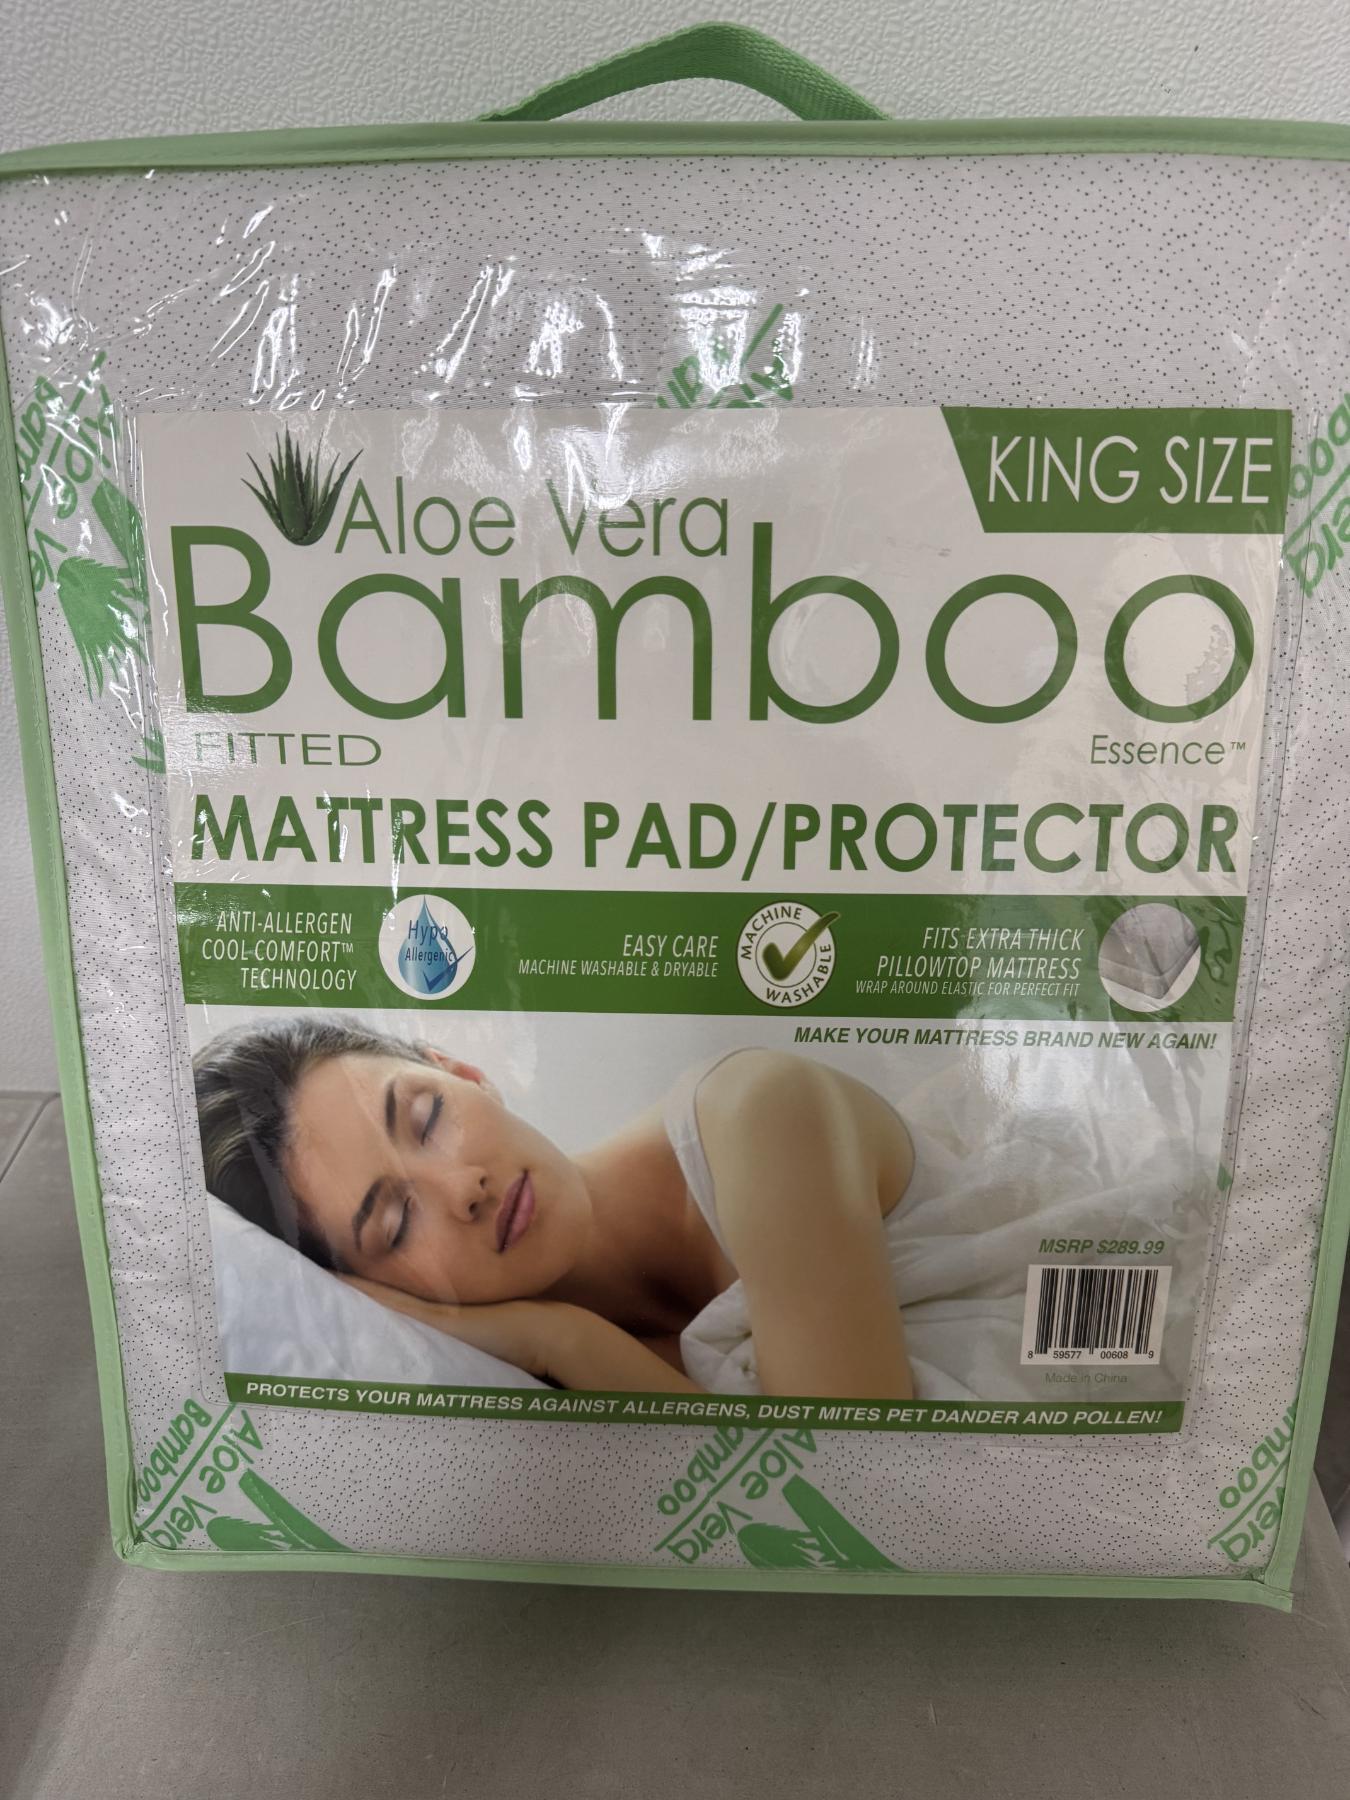 KING SIZE
Aloe Vera
Bamboo
FITTED
Essence™
MATTRESS PAD/PROTECTOR
ANTI-ALLERGEN
COOL COMFORT™
TECHNOLOGY
Hypo
Allergenic
EASY CARE
MACHINE WASHABLE & DRYABLE
MACHINE
WASHABLE
FITS EXTRA THICK
PILLOWTOP MATTRESS
WRAP AROUND ELASTIC FOR PERFECT FIT
MAKE YOUR MATTRESS BRAND NEW AGAIN!
MSRP $289.99
8 59577 00608 9
Made in China
PROTECTS YOUR MATTRESS AGAINST ALLERGENS, DUST MITES PET DANDER AND POLLEN!
Aloe Vera
Bamboo
Aloe Vera
Bamboo